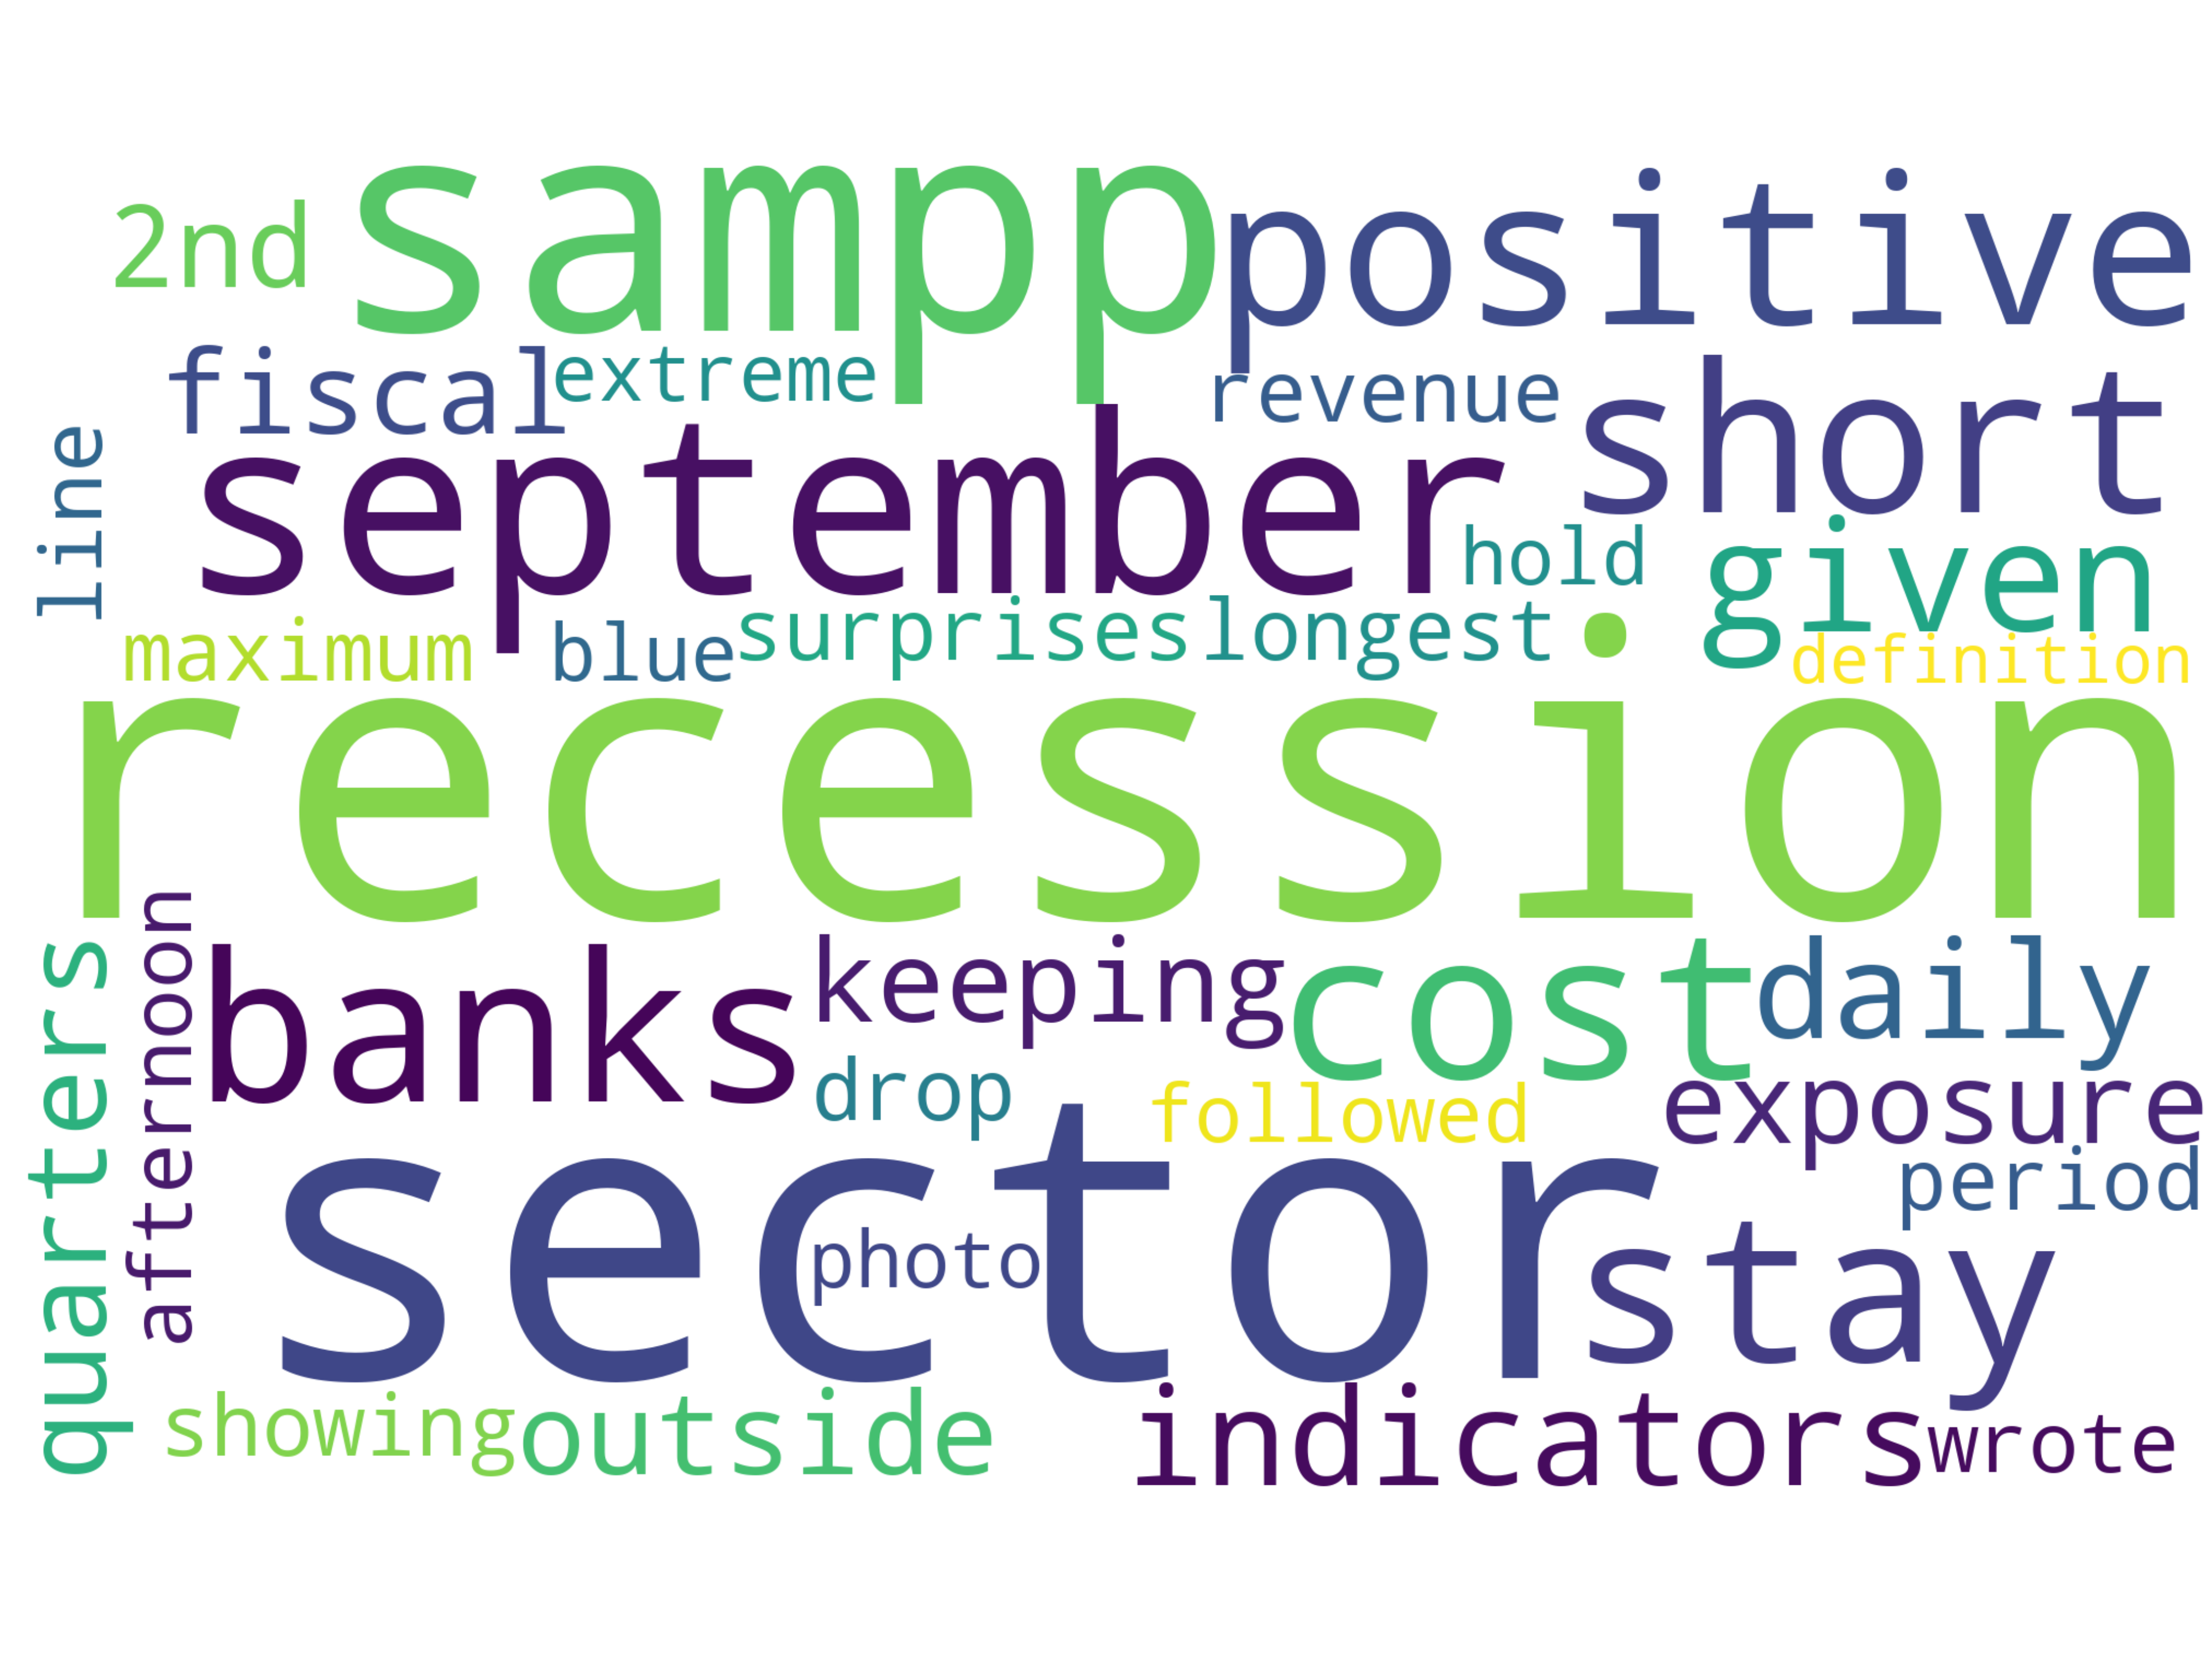 2nd sampp positive
fiscal extreme revenue short
line september hold given
maximum blue surprises longest definition
recession
quarters afternoon banks keeping cost daily
drop followed exposure
sector period
photo stay
showing outside indicators wrote